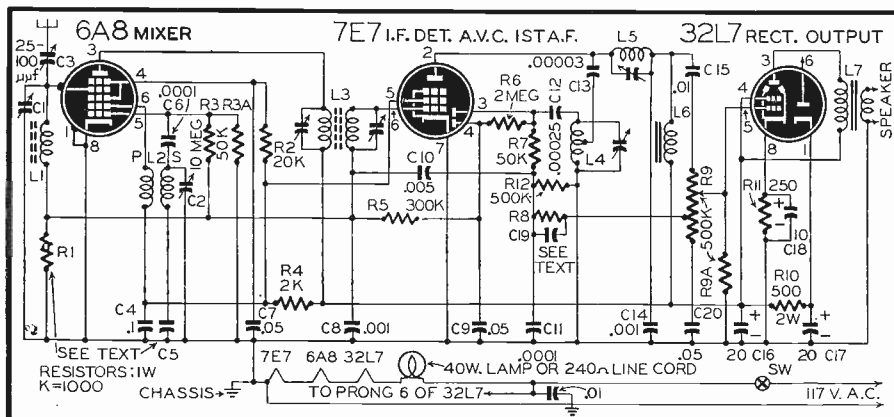 6A8 MIXER
7E7 I.F. DET. A.V.C. 1ST A.F.
32L7 RECT. OUTPUT
25-
100
μμf
C3
3
4
6
5
8
1
C1
L1
.0001
C6
P L2 S
10 MEG
R3
50K
R3A
C2
R2
20K
L3
2
5
6
7
3
4
R6
2 MEG
C12
.00003
C13
L5
.00025
L4
L6
C15
.01
3
6
4
5
8
1
L7
SPEAKER
R7
50K
C10
.005
R12
500K
R5
300K
R8
C19
SEE
TEXT
R9
500K
R9A
R11
250
+
-
10
C18
R1
R4
2K
R10
500
2W
C4
.1
C5
C7
.05
C8
.001
C9
.05
C11
.0001
C14
.001
C20
.05
+
-
20 C16
+
-
20 C17
SEE TEXT
RESISTORS: 1W
K=1000
7E7 6A8 32L7
40W. LAMP OR 240Ω LINE CORD
SW
CHASSIS
TO PRONG 6 OF 32L7
.01
117 V. A.C.